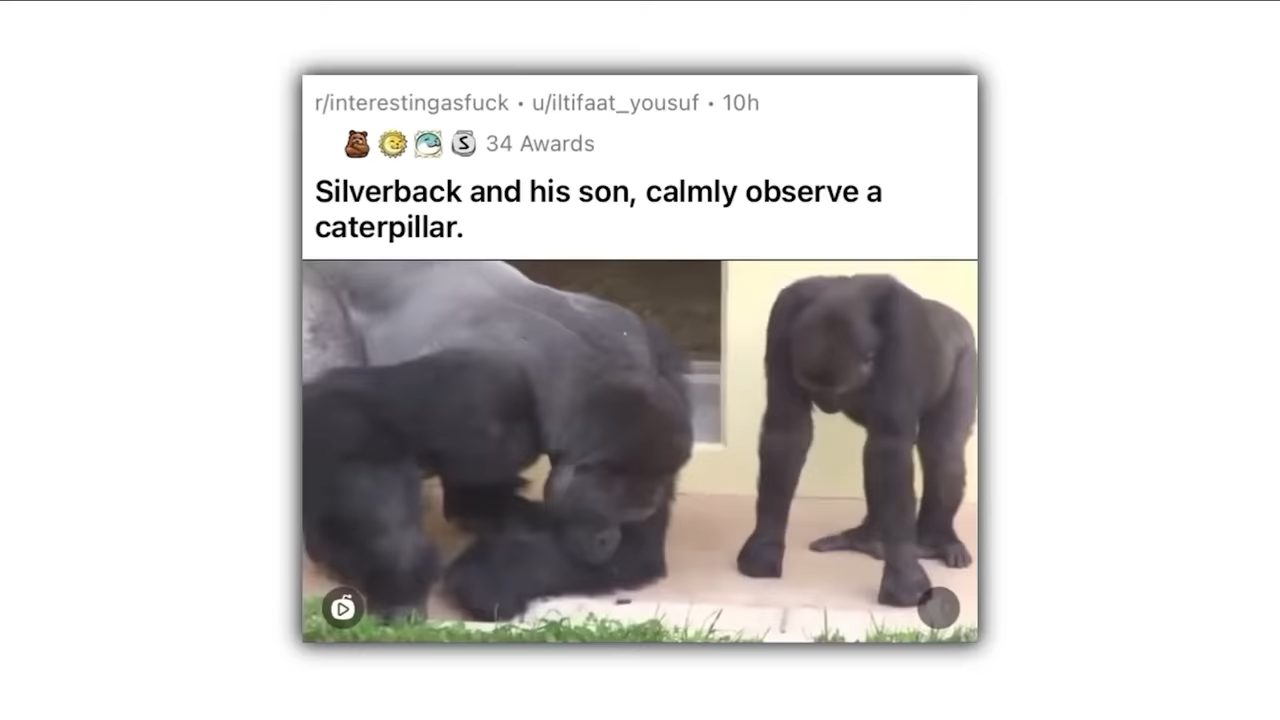 r/interestingasfuck • u/iltifaat_yousuf • 10h
34 Awards
Silverback and his son, calmly observe a
caterpillar.